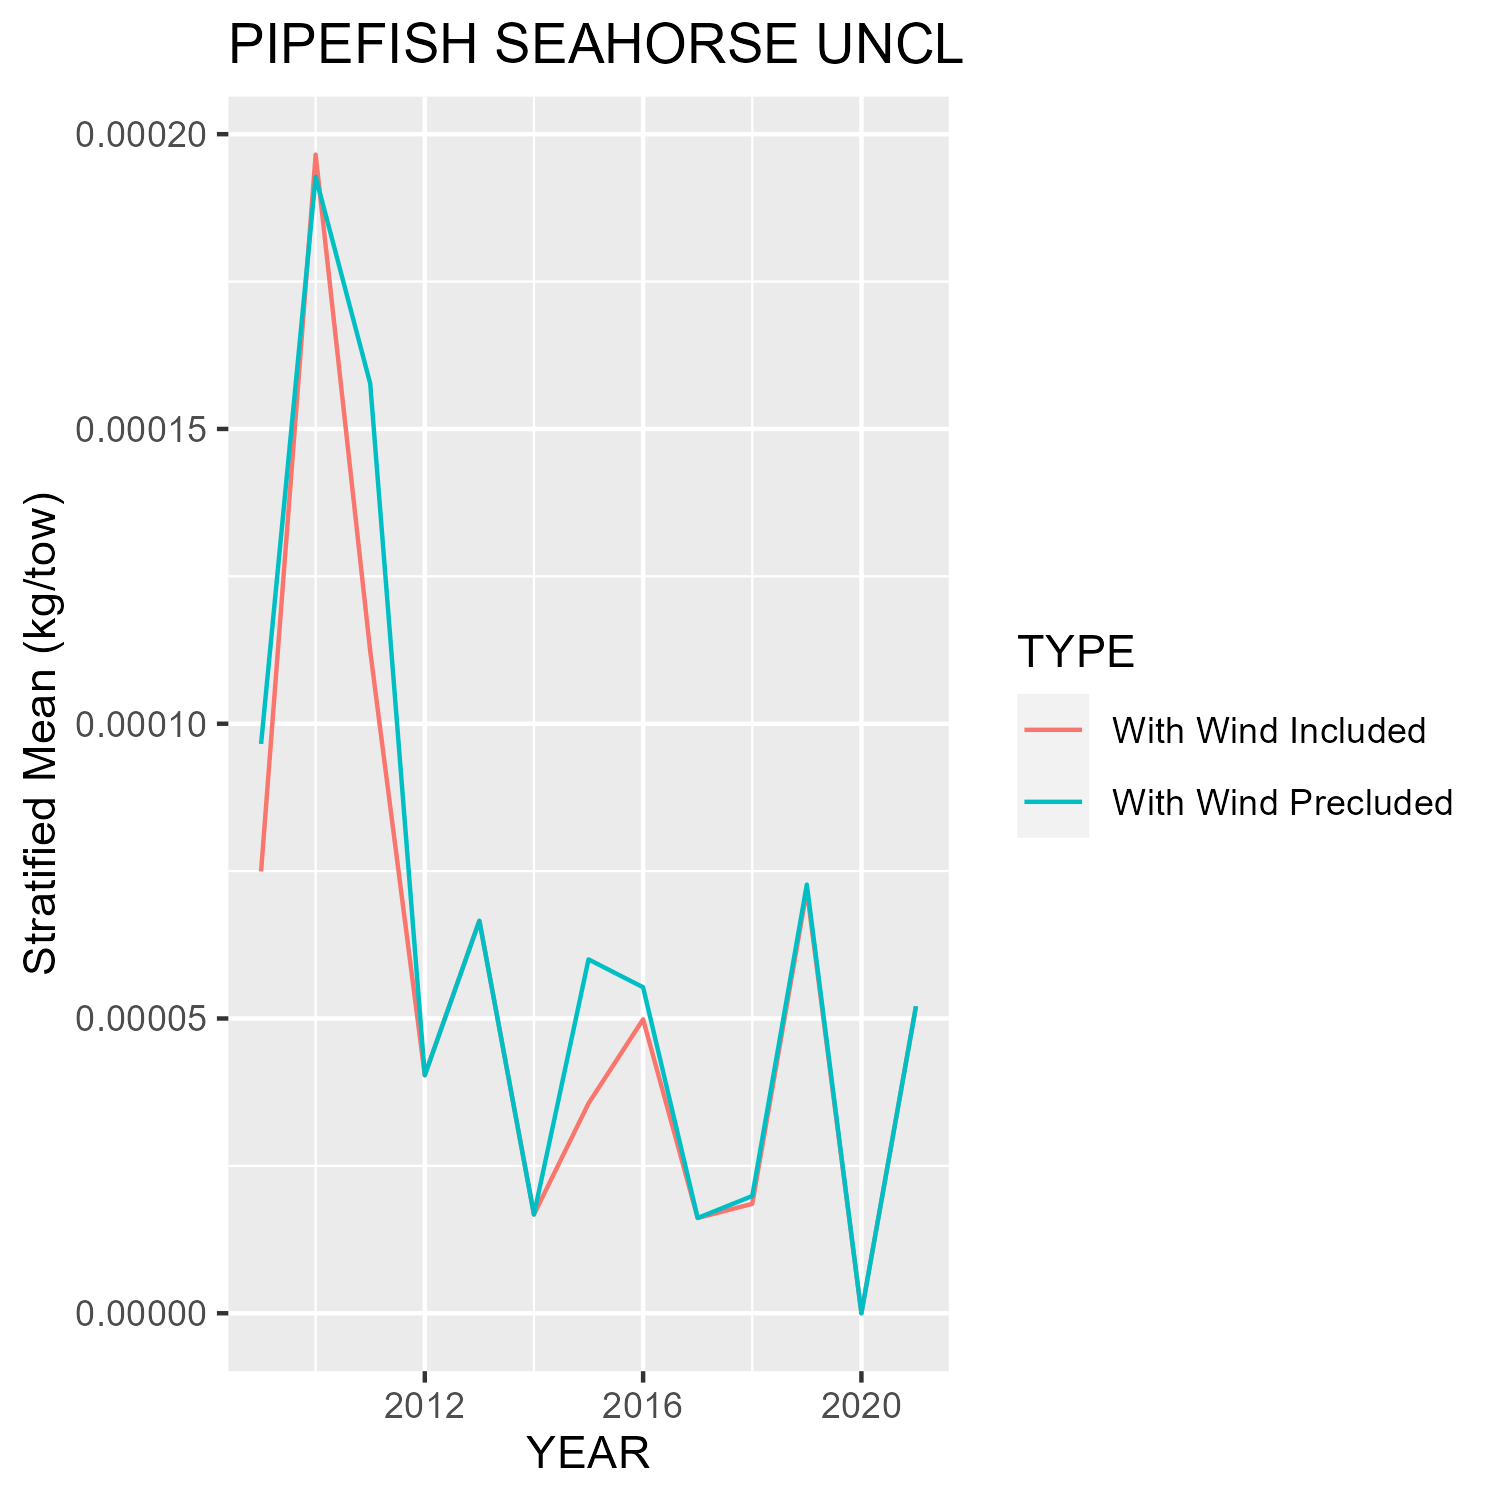 PIPEFISH SEAHORSE UNCL
0.00020
0.00015
0.00010
0.00005
0.00000
Stratified Mean (kg/tow)
2012 2016 2020
YEAR
TYPE
With Wind Included
With Wind Precluded